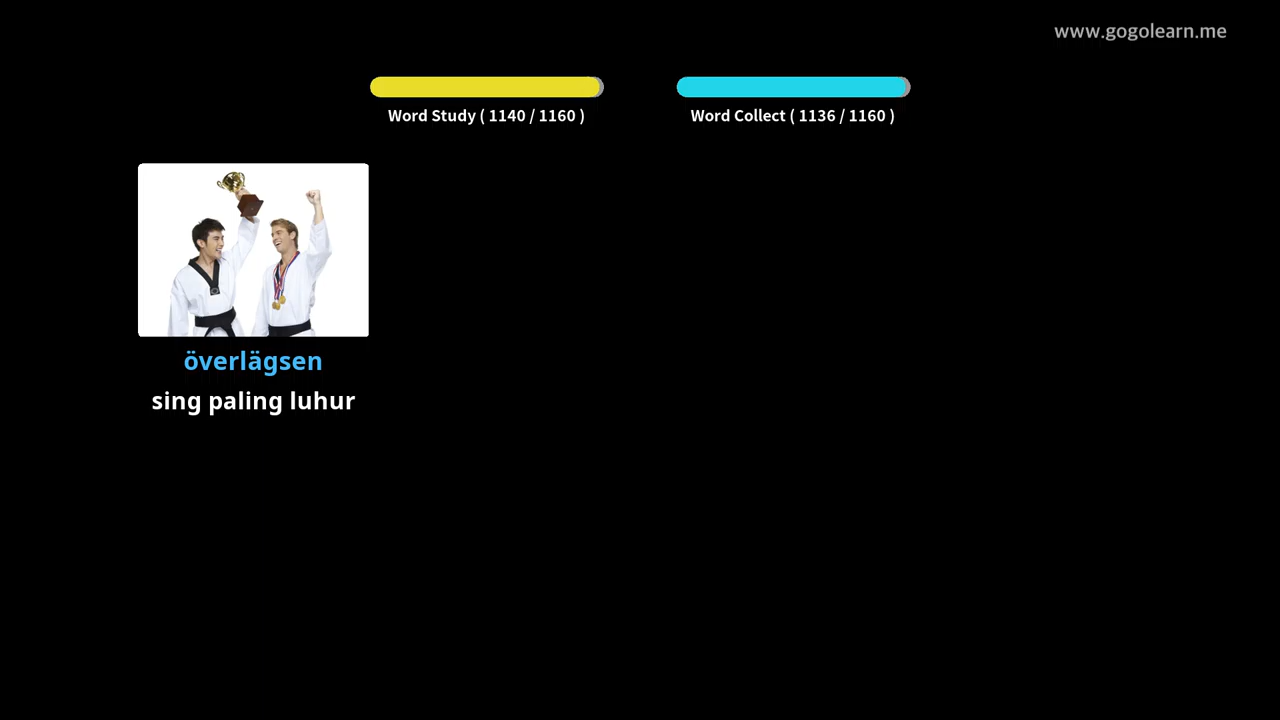 www.gogolearn.me
Word Study ( 1140 / 1160 )
Word Collect ( 1136 / 1160 )
överlägsen
sing paling luhur